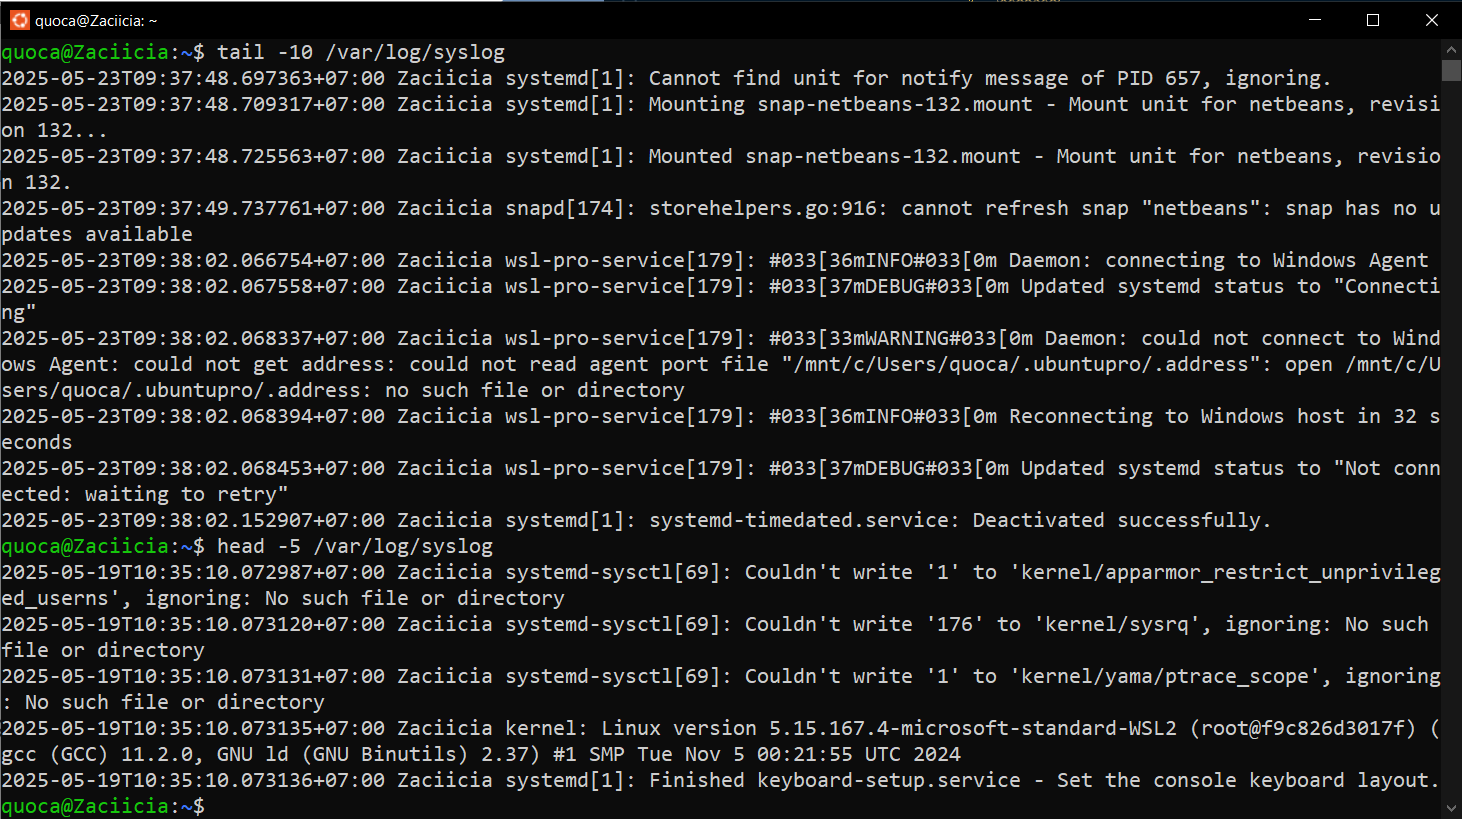 quoca@Zaciicia: ~
quoca@Zaciicia:~$ tail -10 /var/log/syslog
2025-05-23T09:37:48.697363+07:00 Zaciicia systemd[1]: Cannot find unit for notify message of PID 657, ignoring.
2025-05-23T09:37:48.709317+07:00 Zaciicia systemd[1]: Mounting snap-netbeans-132.mount - Mount unit for netbeans, revisi
on 132...
2025-05-23T09:37:48.725563+07:00 Zaciicia systemd[1]: Mounted snap-netbeans-132.mount - Mount unit for netbeans, revisio
n 132.
2025-05-23T09:37:49.737761+07:00 Zaciicia snapd[174]: storehelpers.go:916: cannot refresh snap "netbeans": snap has no u
pdates available
2025-05-23T09:38:02.066754+07:00 Zaciicia wsl-pro-service[179]: #033[36mINFO#033[0m Daemon: connecting to Windows Agent
2025-05-23T09:38:02.067558+07:00 Zaciicia wsl-pro-service[179]: #033[37mDEBUG#033[0m Updated systemd status to "Connecti
ng"
2025-05-23T09:38:02.068337+07:00 Zaciicia wsl-pro-service[179]: #033[33mWARNING#033[0m Daemon: could not connect to Wind
ows Agent: could not get address: could not read agent port file "/mnt/c/Users/quoca/.ubuntupro/.address": open /mnt/c/U
sers/quoca/.ubuntupro/.address: no such file or directory
2025-05-23T09:38:02.068394+07:00 Zaciicia wsl-pro-service[179]: #033[36mINFO#033[0m Reconnecting to Windows host in 32 s
econds
2025-05-23T09:38:02.068453+07:00 Zaciicia wsl-pro-service[179]: #033[37mDEBUG#033[0m Updated systemd status to "Not conn
ected: waiting to retry"
2025-05-23T09:38:02.152907+07:00 Zaciicia systemd[1]: systemd-timedated.service: Deactivated successfully.
quoca@Zaciicia:~$ head -5 /var/log/syslog
2025-05-19T10:35:10.072987+07:00 Zaciicia systemd-sysctl[69]: Couldn't write '1' to 'kernel/apparmor_restrict_unprivileg
ed_userns', ignoring: No such file or directory
2025-05-19T10:35:10.073120+07:00 Zaciicia systemd-sysctl[69]: Couldn't write '176' to 'kernel/sysrq', ignoring: No such
file or directory
2025-05-19T10:35:10.073131+07:00 Zaciicia systemd-sysctl[69]: Couldn't write '1' to 'kernel/yama/ptrace_scope', ignoring
: No such file or directory
2025-05-19T10:35:10.073135+07:00 Zaciicia kernel: Linux version 5.15.167.4-microsoft-standard-WSL2 (root@f9c826d3017f) (
gcc (GCC) 11.2.0, GNU ld (GNU Binutils) 2.37) #1 SMP Tue Nov 5 00:21:55 UTC 2024
2025-05-19T10:35:10.073136+07:00 Zaciicia systemd[1]: Finished keyboard-setup.service - Set the console keyboard layout.
quoca@Zaciicia:~$